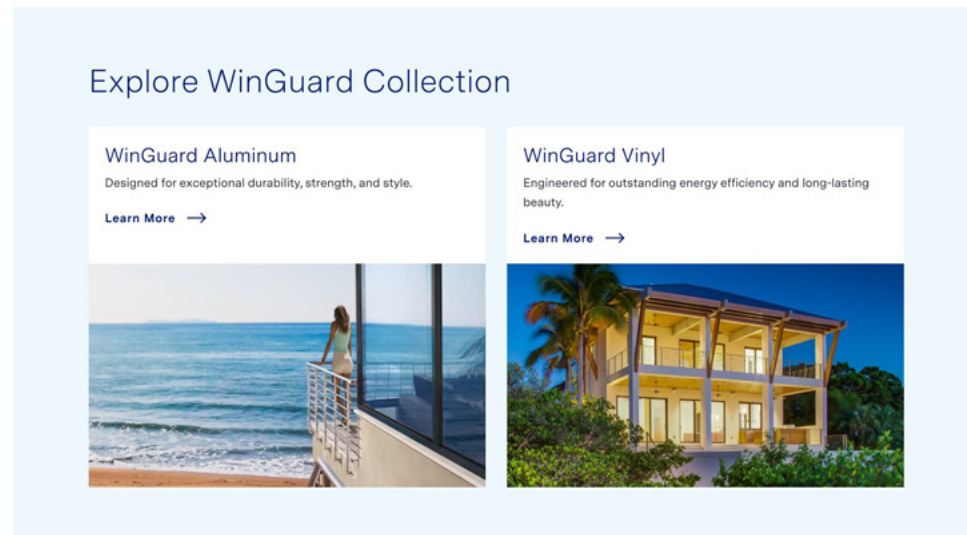 Explore WinGuard Collection
WinGuard Aluminum
Designed for exceptional durability, strength, and style.
Learn More
WinGuard Vinyl
Engineered for outstanding energy efficiency and long-lasting
beauty.
Learn More